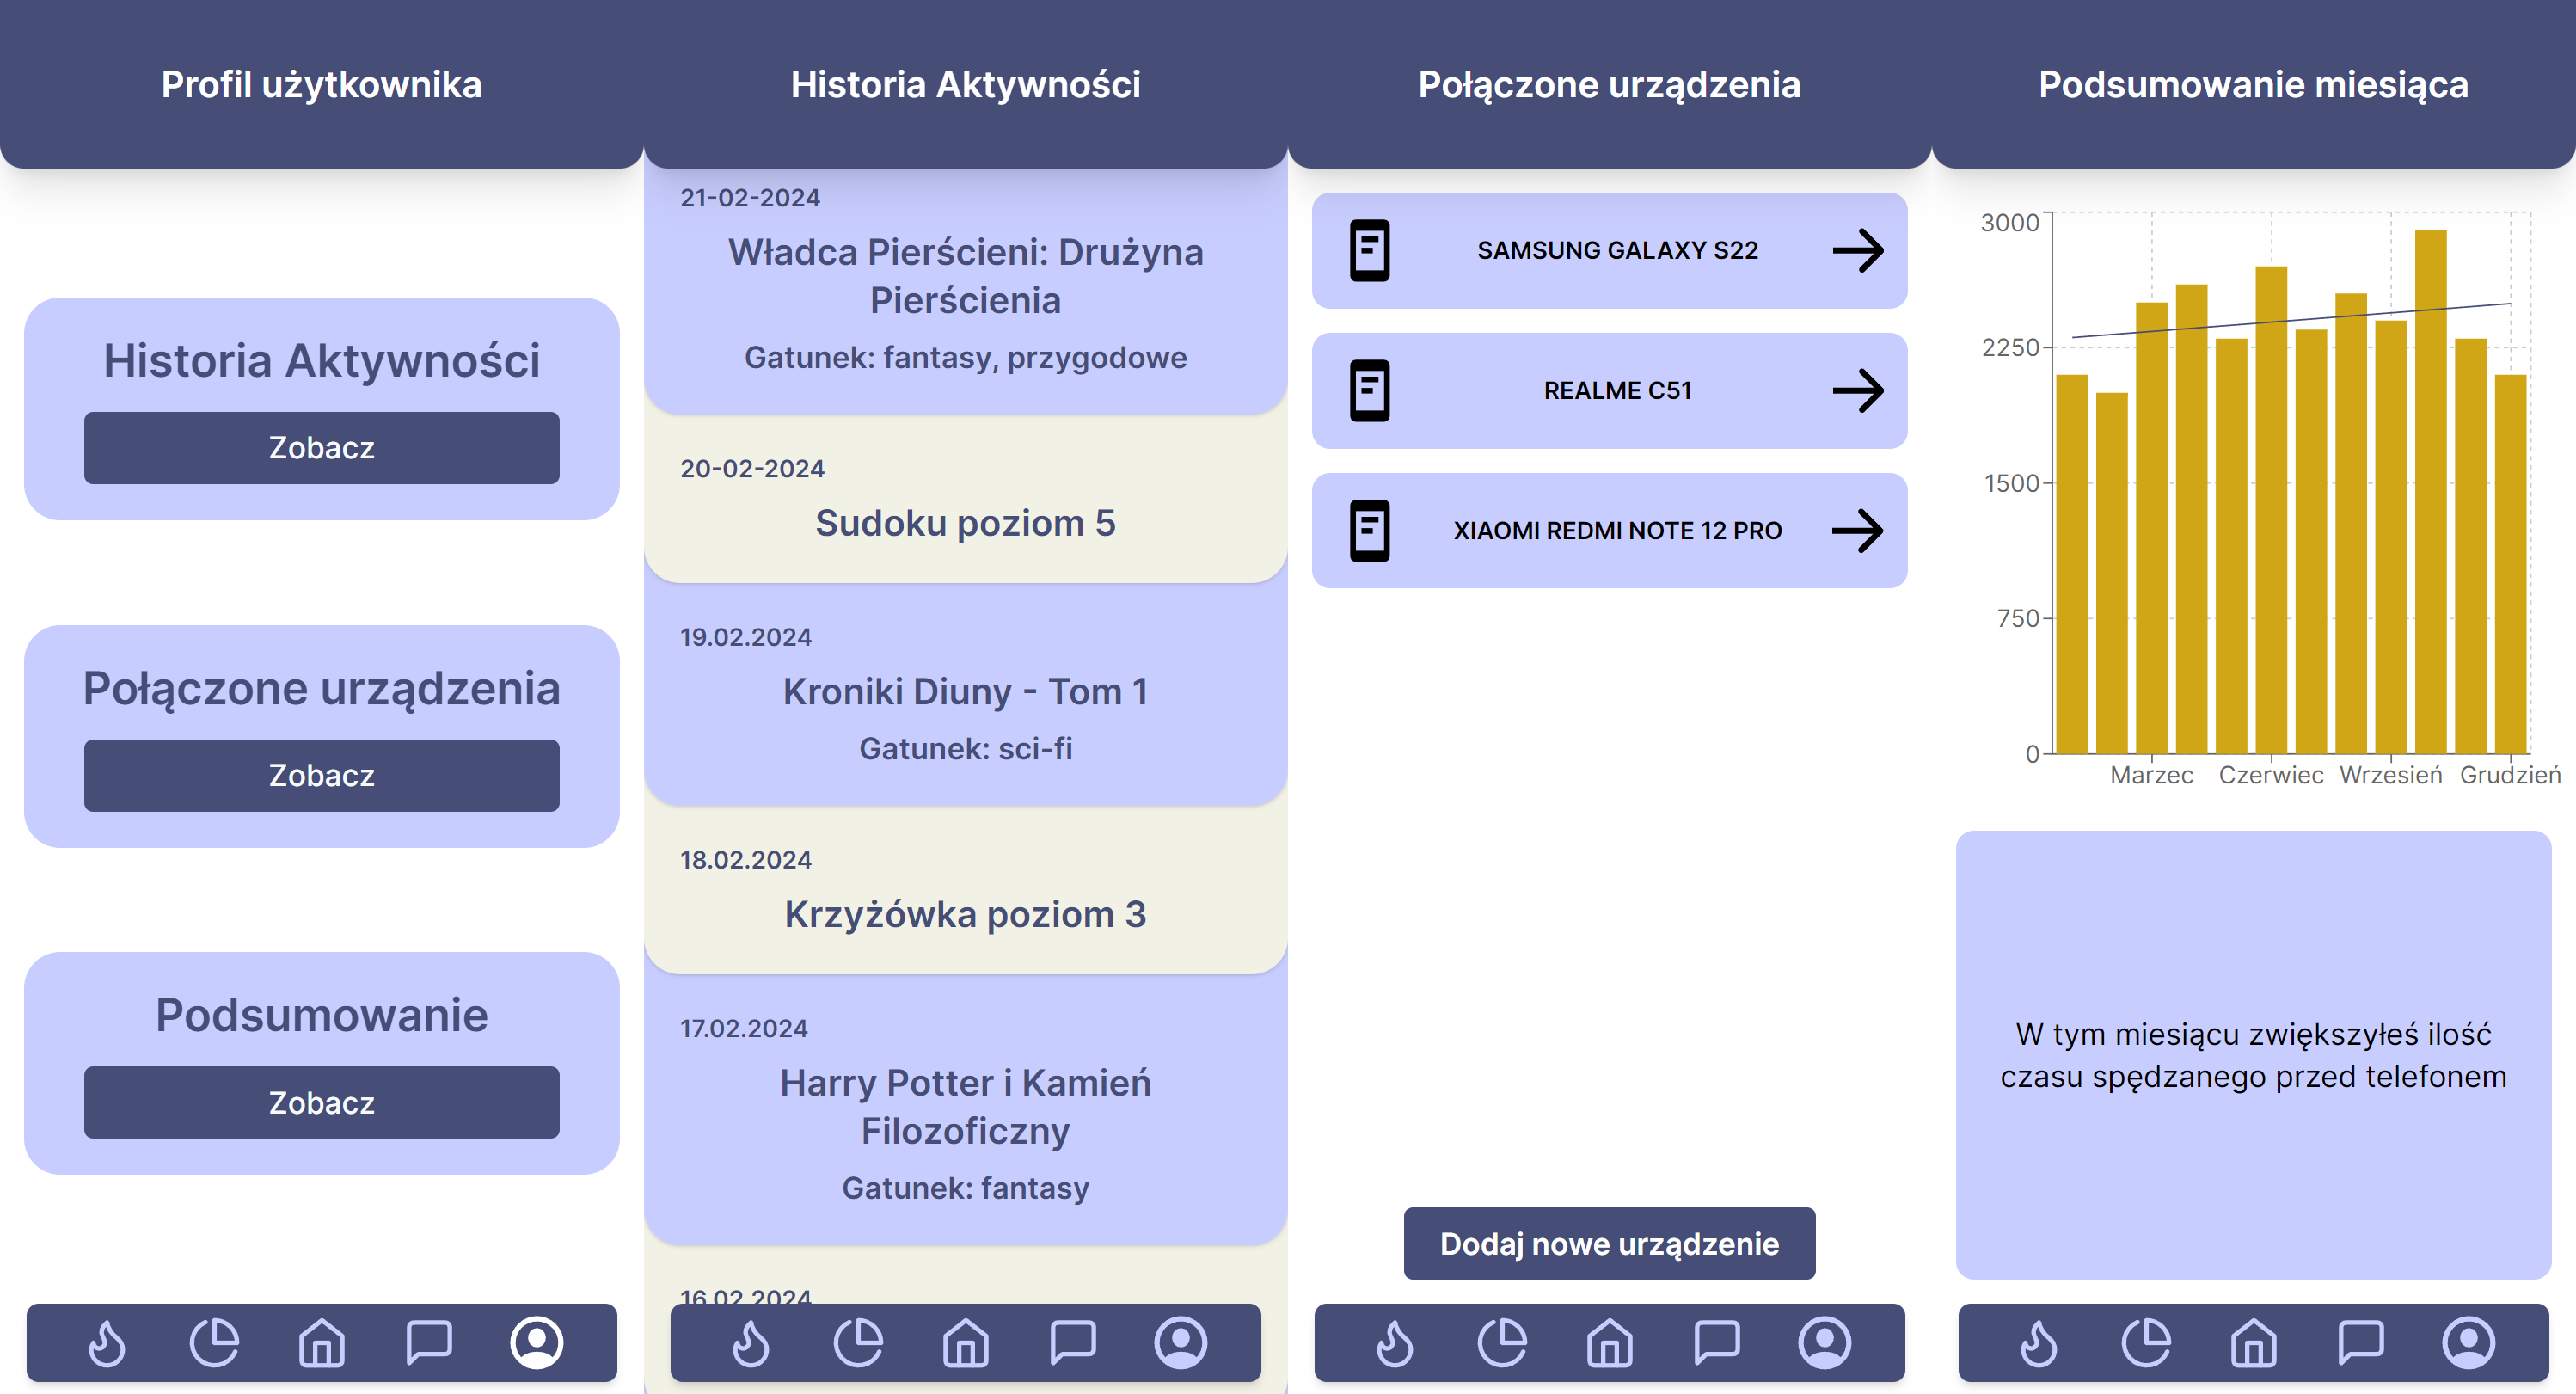 Profil użytkownika
Historia Aktywności
Zobacz
Połączone urządzenia
Zobacz
Podsumowanie
Zobacz
Historia Aktywności
21-02-2024
Władca Pierścieni: Drużyna
Pierścienia
Gatunek: fantasy, przygodowe
20-02-2024
Sudoku poziom 5
19.02.2024
Kroniki Diuny - Tom 1
Gatunek: sci-fi
18.02.2024
Krzyżówka poziom 3
17.02.2024
Harry Potter i Kamień
Filozoficzny
Gatunek: fantasy
16.02.2024
Połączone urządzenia
SAMSUNG GALAXY S22
REALME C51
XIAOMI REDMI NOTE 12 PRO
Dodaj nowe urządzenie
Podsumowanie miesiąca
3000
2250
1500
750
0
Marzec Czerwiec Wrzesień Grudzień
W tym miesiącu zwiększyłeś ilość
czasu spędzanego przed telefonem